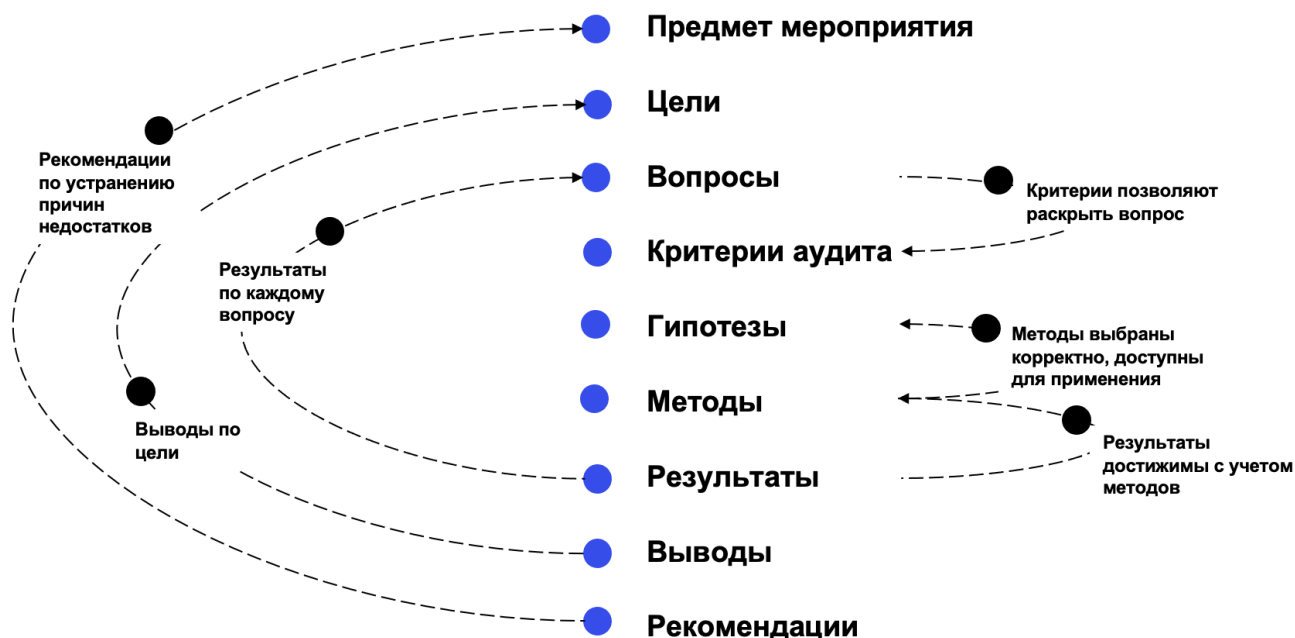 Предмет мероприятия
Цели
Вопросы
Критерии аудита
Гипотезы
Методы
Результаты
Выводы
Рекомендации
Рекомендации
по устранению
причин
недостатков
Выводы по
цели
Результаты
по каждому
вопросу
Критерии позволяют
раскрыть вопрос
Методы выбраны
корректно, доступны
для применения
Результаты
достижимы с учетом
методов